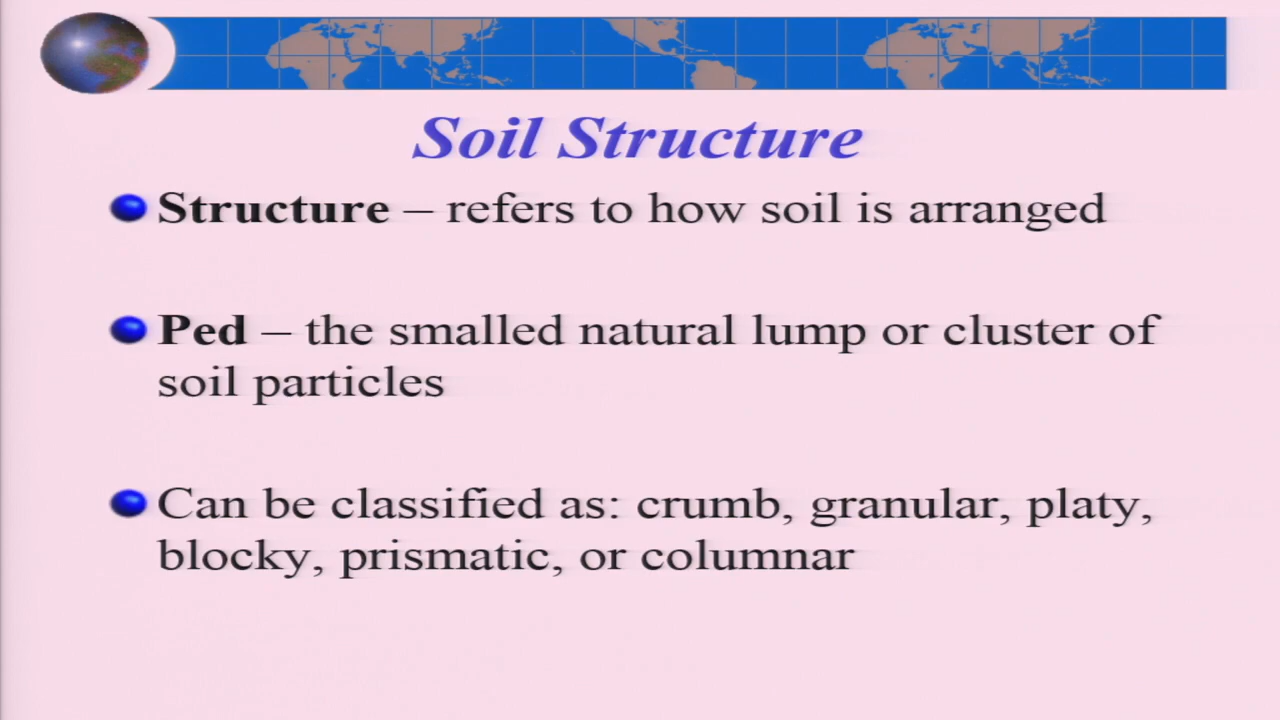 Soil Structure
Structure – refers to how soil is arranged
Ped – the smalled natural lump or cluster of
soil particles
Can be classified as: crumb, granular, platy,
blocky, prismatic, or columnar